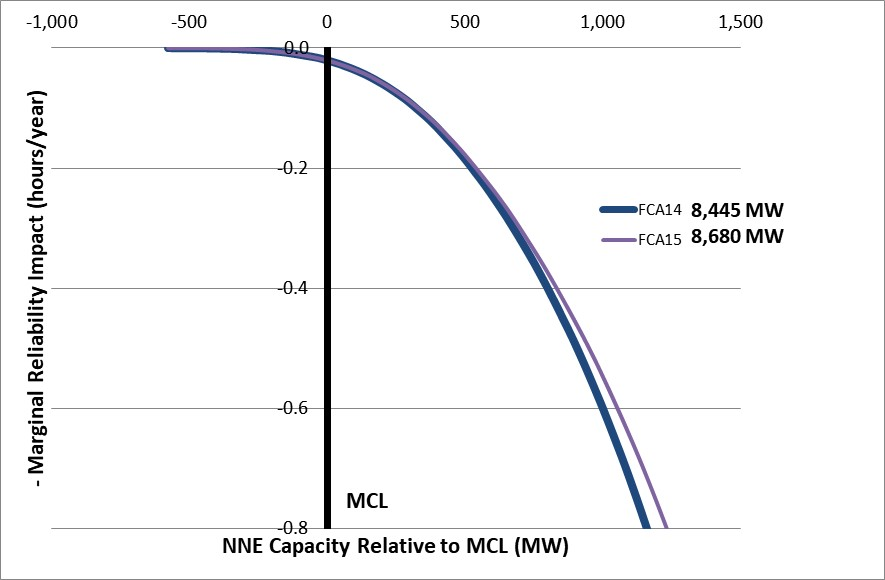 -1,000 -500 0 500 1,000 1,500
0.0
-0.2
-0.4
-0.6
-0.8
- Marginal Reliability Impact (hours/year)
FCA14 8,445 MW
FCA15 8,680 MW
MCL
NNE Capacity Relative to MCL (MW)